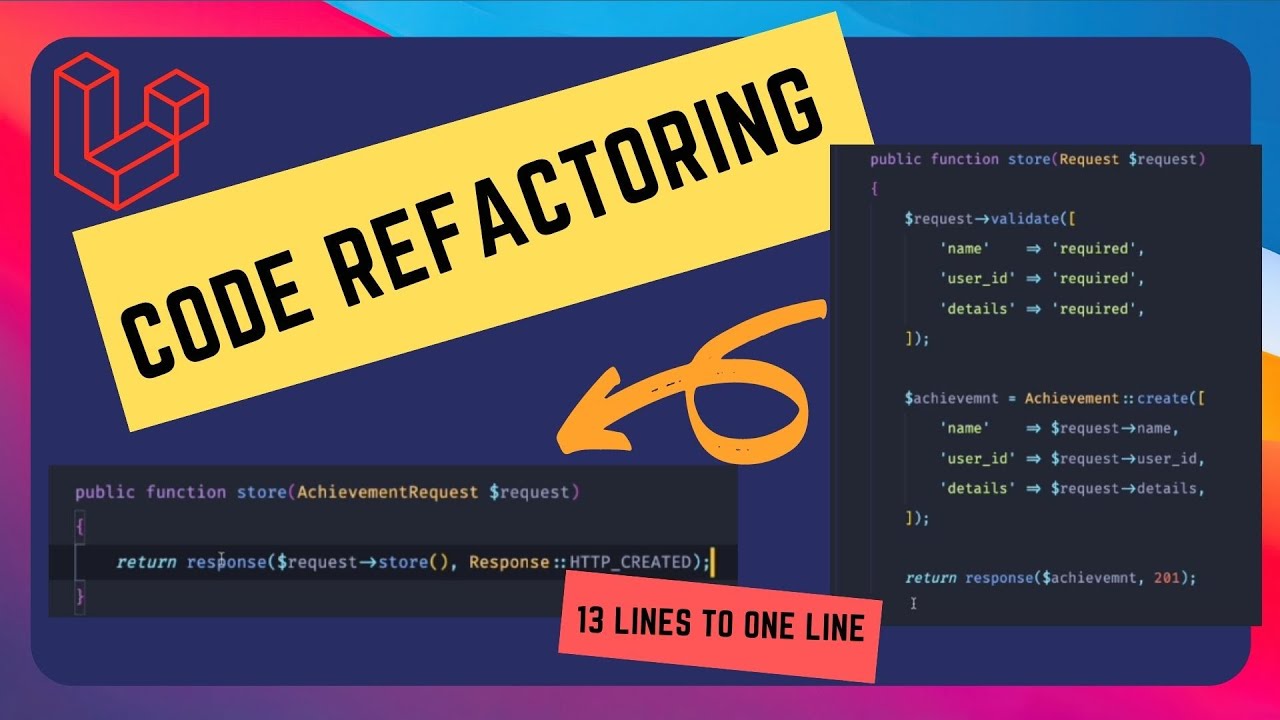 CODE REFACTORING
public function store(Request $request)
{
$request->validate([
'name' => 'required',
'user_id' => 'required',
'details' => 'required',
]);
$achievemnt = Achievement::create([
'name' => $request->name,
'user_id' => $request->user_id,
'details' => $request->details,
]);
return response($achievemnt, 201);
public function store(AchievementRequest $request)
{
return response($request->store(), Response::HTTP_CREATED);
}
13 LINES TO ONE LINE